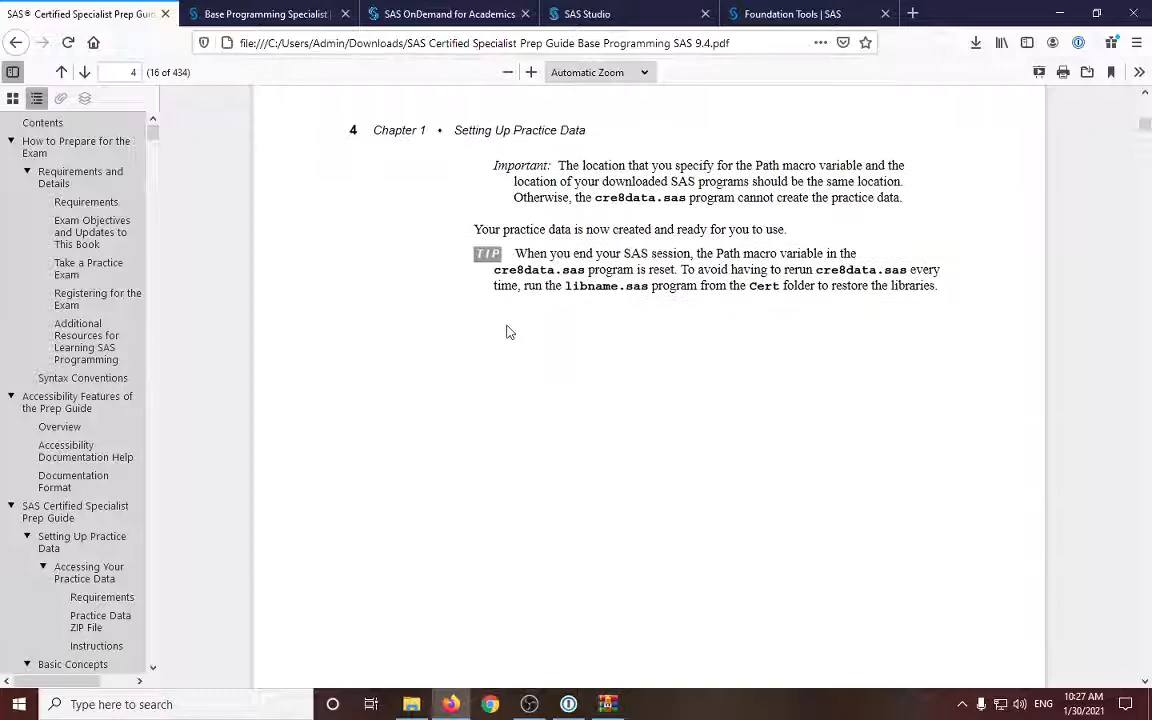 SAS® Certified Specialist Prep Guid
Base Programming Specialist
SAS OnDemand for Academics
SAS Studio
Foundation Tools | SAS
file:///C:/Users/Admin/Downloads/SAS Certified Specialist Prep Guide Base Programming SAS 9.4.pdf
4 (16 of 434)
Automatic Zoom
Contents
How to Prepare for the
Exam
Requirements and
Details
Requirements
Exam Objectives
and Updates to
This Book
Take a Practice
Exam
Registering for the
Exam
Additional
Resources for
Learning SAS
Programming
Syntax Conventions
Accessibility Features of
the Prep Guide
Overview
Accessibility
Documentation Help
Documentation
Format
SAS Certified Specialist
Prep Guide
Setting Up Practice
Data
Accessing Your
Practice Data
Requirements
Practice Data
ZIP File
Instructions
Basic Concepts
4 Chapter 1 • Setting Up Practice Data
Important: The location that you specify for the Path macro variable and the
location of your downloaded SAS programs should be the same location.
Otherwise, the cre8data.sas program cannot create the practice data.
Your practice data is now created and ready for you to use.
TIP When you end your SAS session, the Path macro variable in the
cre8data.sas program is reset. To avoid having to rerun cre8data.sas every
time, run the libname.sas program from the Cert folder to restore the libraries.
Type here to search
ENG
10:27 AM
1/30/2021